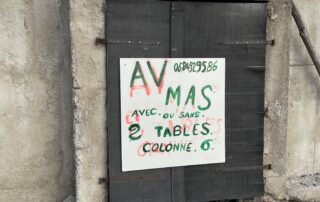 AV
MAS
AVEC. OU SANS.
2 TABLES.
COLONNE. 6.